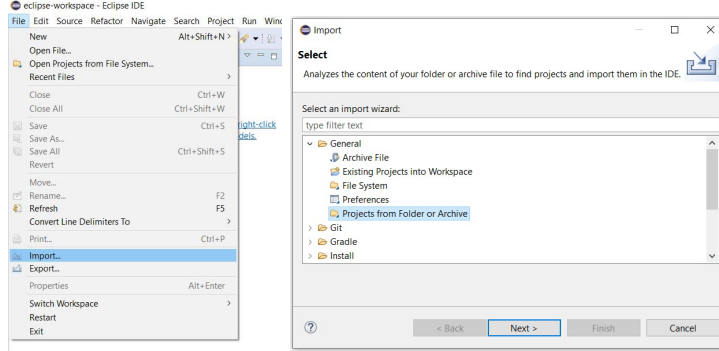 eclipse-workspace - Eclipse IDE
File Edit Source Refactor Navigate Search Project Run
New Alt+Shift+N >
Open File...
Open Projects from File System...
Recent Files >
Close Ctrl+W
Close All Ctrl+Shift+W
Save Ctrl+S
Save As...
Save All Ctrl+Shift+S
Revert
Move...
Rename... F2
Refresh F5
Convert Line Delimiters To >
Print... Ctrl+P
Import...
Export...
Properties Alt+Enter
Switch Workspace >
Restart
Exit
right-click
dels.
Import
Select
Analyzes the content of your folder or archive file to find projects and import them in the IDE.
Select an import wizard:
type filter text
General
Archive File
Existing Projects into Workspace
File System
Preferences
Projects from Folder or Archive
Git
Gradle
Install
? < Back Next > Finish Cancel